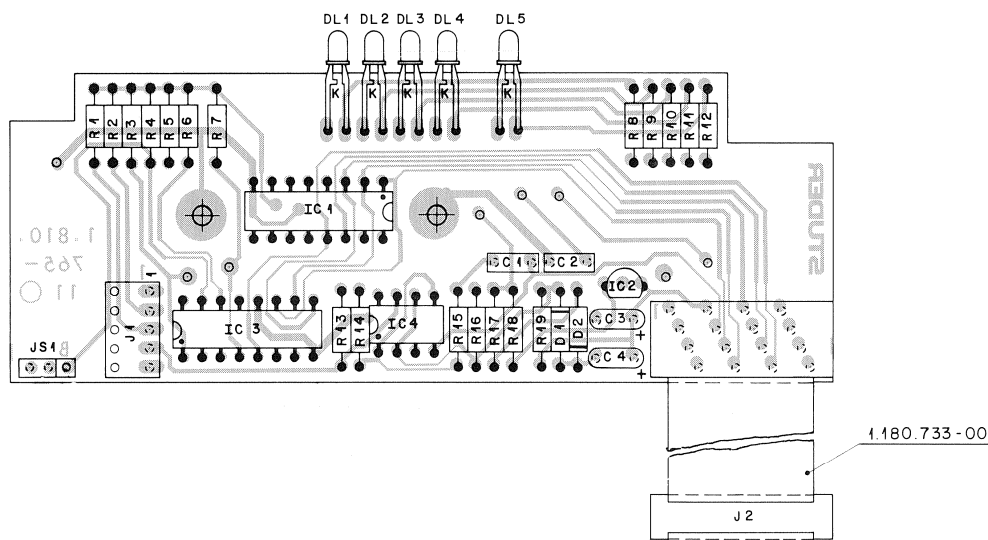 DL1 DL2 DL3 DL4 DL5
K K K K K
R1 R2 R3 R4 R5 R6 R7
R8 R9 R10 R11 R12
IC1
STUDER
1.810.
765-
11
1
C1 C2
IC2
J1
IC3
R13 R14
IC4
R15 R16 R17 R18
R19 D1 D2
C3
+
C4
+
JS1
B
1.180.733-00
J2